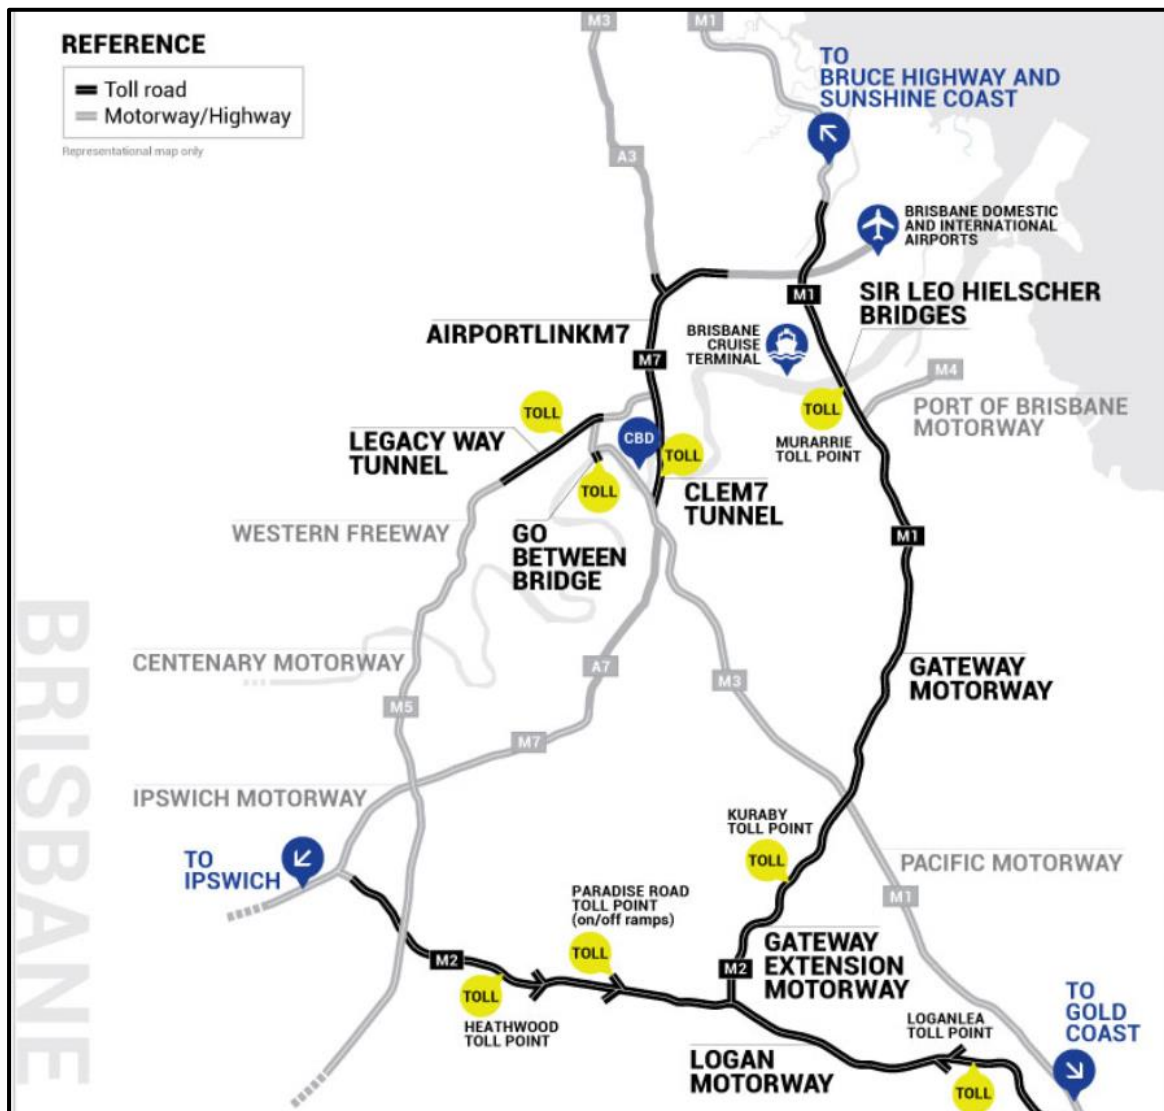 REFERENCE
Toll road
Motorway/Highway
Representational map only
M3
M1
TO
BRUCE HIGHWAY AND
SUNSHINE COAST
A3
BRISBANE DOMESTIC
AND INTERNATIONAL
AIRPORTS
M1
SIR LEO HIELSCHER
BRIDGES
AIRPORTLINKM7
BRISBANE
CRUISE
TERMINAL
M7
M4
PORT OF BRISBANE
MOTORWAY
TOLL
TOLL
MURARRIE
TOLL POINT
LEGACY WAY
TUNNEL
CBD
TOLL
TOLL
CLEM7
TUNNEL
WESTERN FREEWAY
GO
BETWEEN
BRIDGE
M1
BRISBANE
CENTENARY MOTORWAY
A7
M3
GATEWAY
MOTORWAY
M5
M7
IPSWICH MOTORWAY
KURABY
TOLL POINT
TOLL
TO
IPSWICH
PACIFIC MOTORWAY
M1
PARADISE ROAD
TOLL POINT
(on/off ramps)
TOLL
M2
M2
GATEWAY
EXTENSION
MOTORWAY
TOLL
HEATHWOOD
TOLL POINT
LOGANLEA
TOLL POINT
TO
GOLD
COAST
LOGAN
MOTORWAY
TOLL